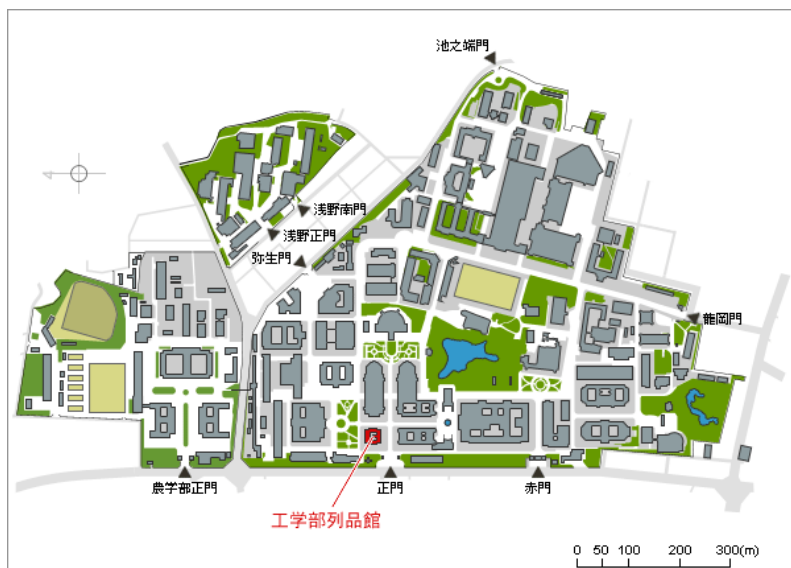 池之端門
浅野南門
浅野正門
弥生門
龍岡門
農学部正門
正門
赤門
工学部列品館
0 50 100 200 300(m)